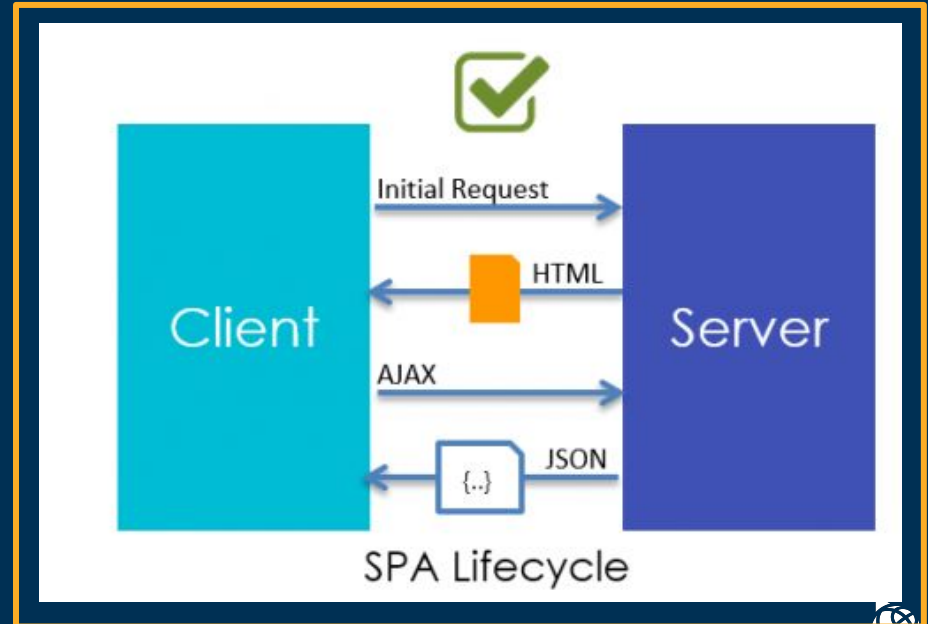 Initial Request
HTML
Client
Server
AJAX
JSON
{..}
SPA Lifecycle